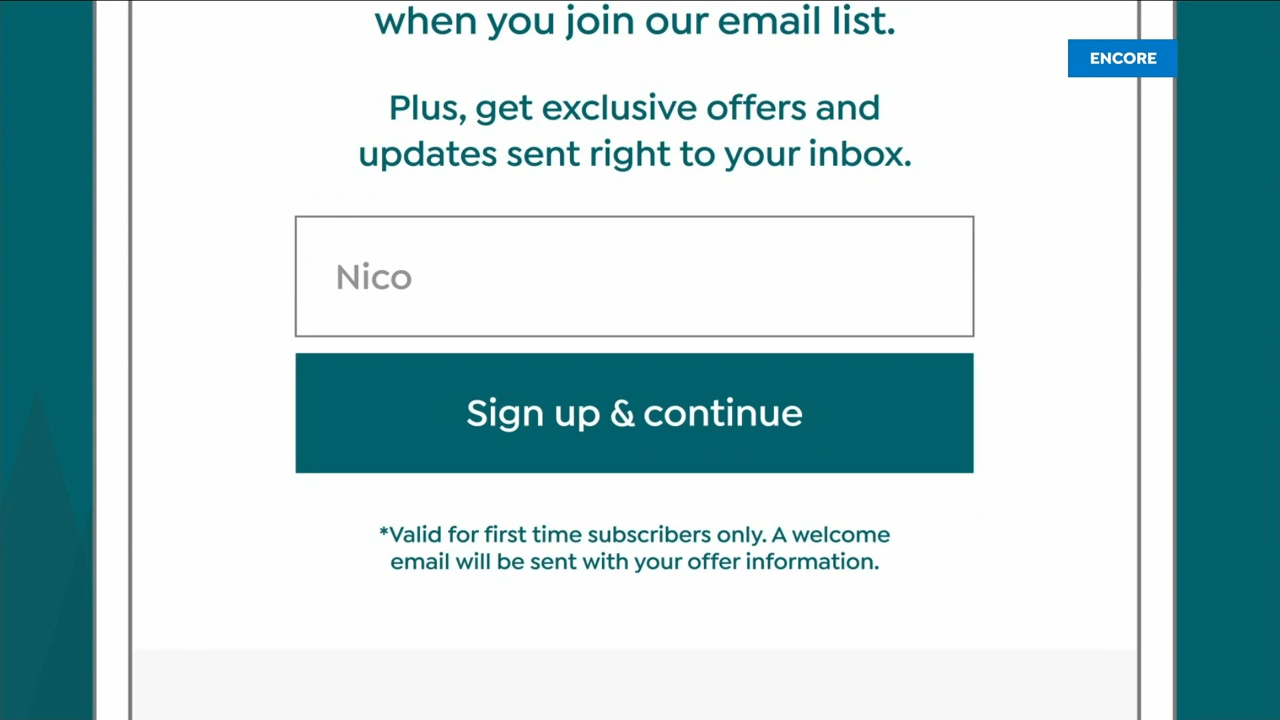 when you join our email list.
ENCORE
Plus, get exclusive offers and
updates sent right to your inbox.
Nico
Sign up & continue
*Valid for first time subscribers only. A welcome
email will be sent with your offer information.